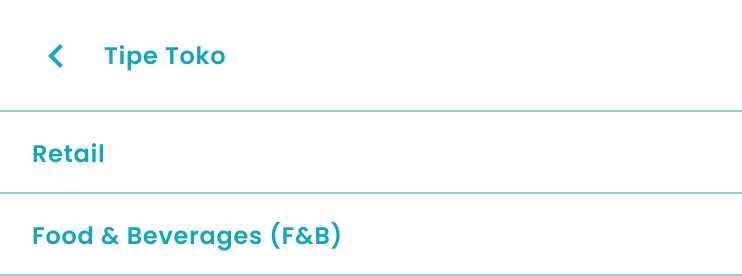 Tipe Toko
Retail
Food & Beverages (F&B)